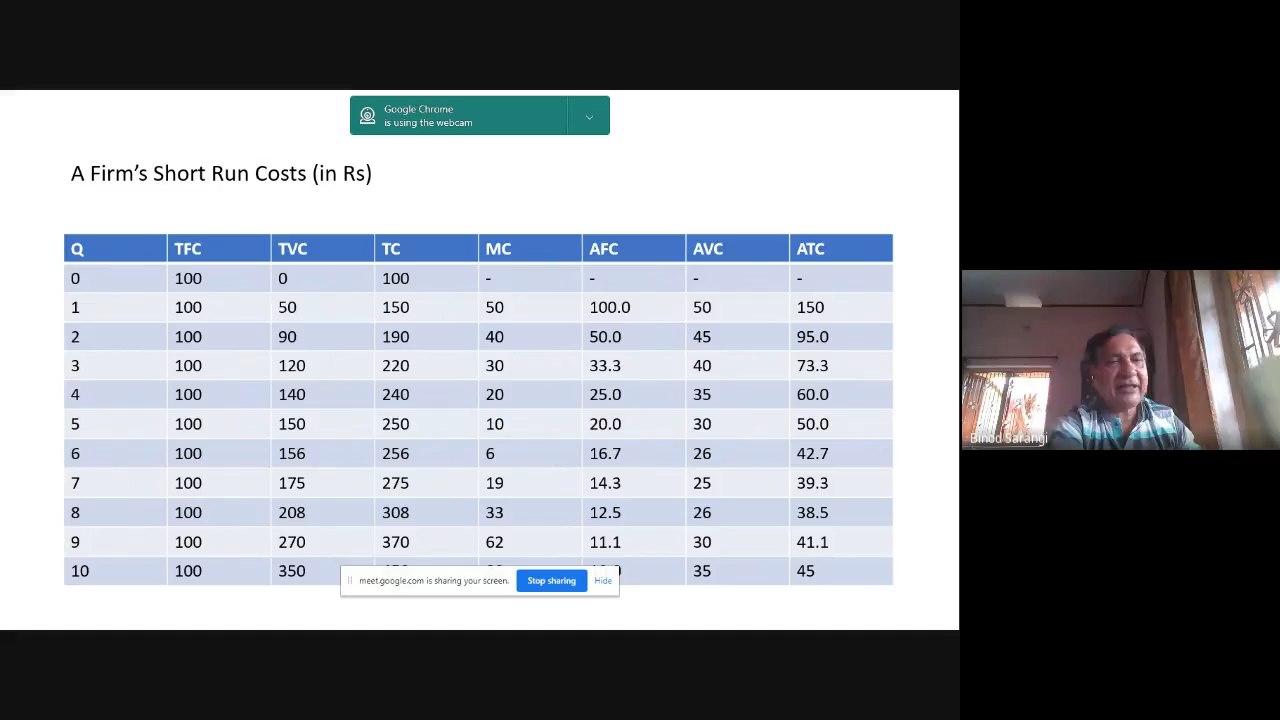 Google Chrome
is using the webcam
A Firm's Short Run Costs (in Rs)
Q TFC TVC TC MC AFC AVC ATC
0 100 0 100 - - - -
1 100 50 150 50 100.0 50 150
2 100 90 190 40 50.0 45 95.0
3 100 120 220 30 33.3 40 73.3
4 100 140 240 20 25.0 35 60.0
5 100 150 250 10 20.0 30 50.0
6 100 156 256 6 16.7 26 42.7
7 100 175 275 19 14.3 25 39.3
8 100 208 308 33 12.5 26 38.5
9 100 270 370 62 11.1 30 41.1
10 100 350 35 45
meet.google.com is sharing your screen. Stop sharing Hide
Binod Sarangi